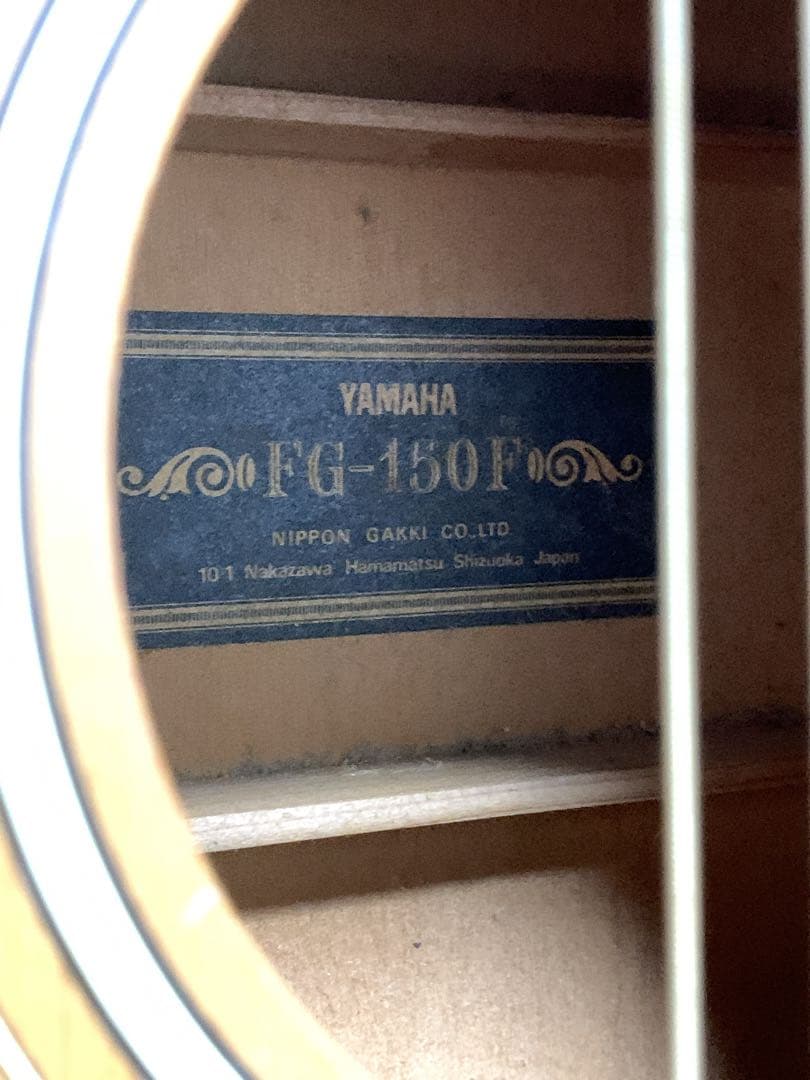 YAMAHA
FG-150F
NIPPON GAKKI CO.,LTD
10 1 Nakazawa Hamamatsu Shizuoka Japan